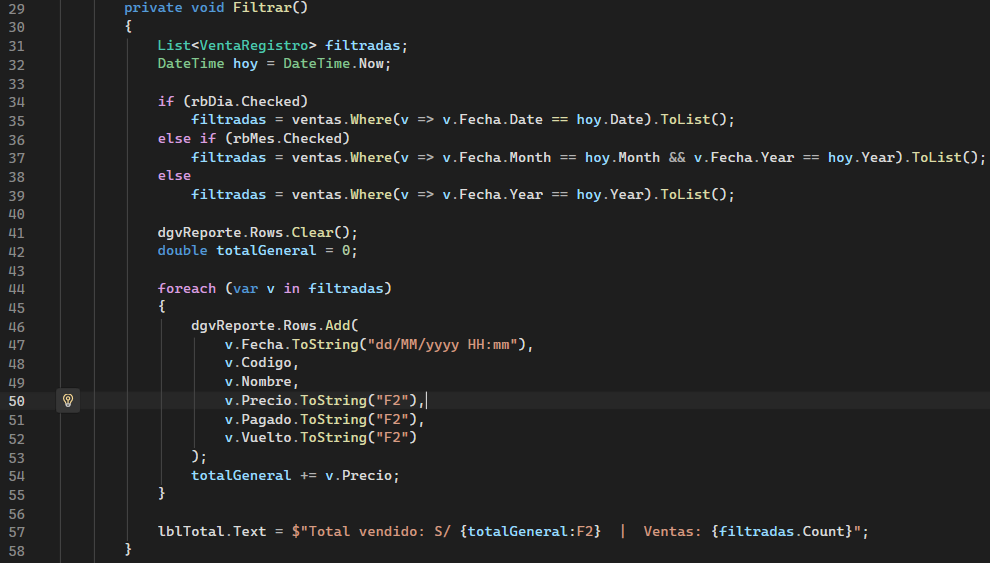 29 private void Filtrar()
30 {
31 List<VentaRegistro> filtradas;
32 DateTime hoy = DateTime.Now;
33
34 if (rbDia.Checked)
35 filtradas = ventas.Where(v => v.Fecha.Date == hoy.Date).ToList();
36 else if (rbMes.Checked)
37 filtradas = ventas.Where(v => v.Fecha.Month == hoy.Month && v.Fecha.Year == hoy.Year).ToList();
38 else
39 filtradas = ventas.Where(v => v.Fecha.Year == hoy.Year).ToList();
40
41 dgvReporte.Rows.Clear();
42 double totalGeneral = 0;
43
44 foreach (var v in filtradas)
45 {
46 dgvReporte.Rows.Add(
47 v.Fecha.ToString("dd/MM/yyyy HH:mm"),
48 v.Codigo,
49 v.Nombre,
50 v.Precio.ToString("F2"),
51 v.Pagado.ToString("F2"),
52 v.Vuelto.ToString("F2")
53 );
54 totalGeneral += v.Precio;
55 }
56
57 lblTotal.Text = $"Total vendido: S/ {totalGeneral:F2}  |  Ventas: {filtradas.Count}";
58 }